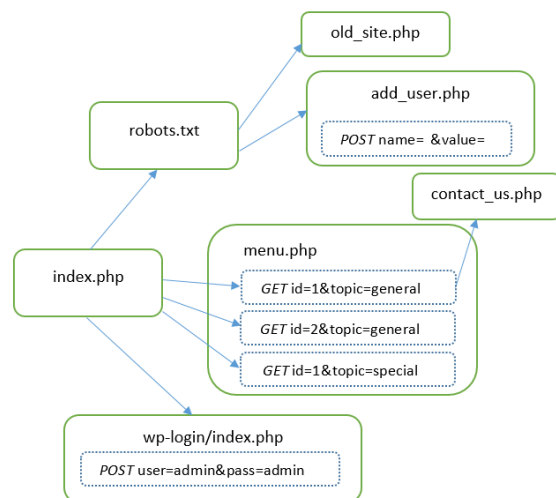 old_site.php
add_user.php
POST name= &value=
robots.txt
contact_us.php
menu.php
index.php
GET id=1&topic=general
GET id=2&topic=general
GET id=1&topic=special
wp-login/index.php
POST user=admin&pass=admin